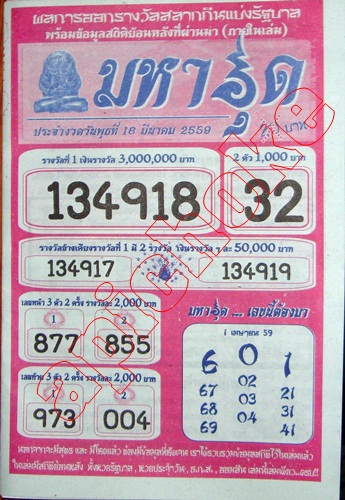 ผลการออกรางวัลสลากกินแบ่งรัฐบาล
พร้อมข้อมูลสถิติย้อนหลังที่ผ่านมา (ภายในเล่ม)
มหาฮุด
ประจำงวดวันพุธที่ 16 มีนาคม 2559
บาท
รางวัลที่ 1 เงินรางวัล 3,000,000 บาท
2 ตัว 1,000 บาท
134918
32
รางวัลข้างเคียงรางวัลที่ 1 มี 2 รางวัล เงินรางวัล ๆ ละ 50,000 บาท
134917
134919
เลขหน้า 3 ตัว 2 ครั้ง รางวัลละ 2,000 บาท
1 2
877 855
เลขท้าย 3 ตัว 2 ครั้ง รางวัลละ 2,000 บาท
1 2
973 004
มหาฮุด ... เลขนี้ต้องมา
1 เมษายน 59
6 0 1
67 02 21
68 03 31
69 04 41
apichoke